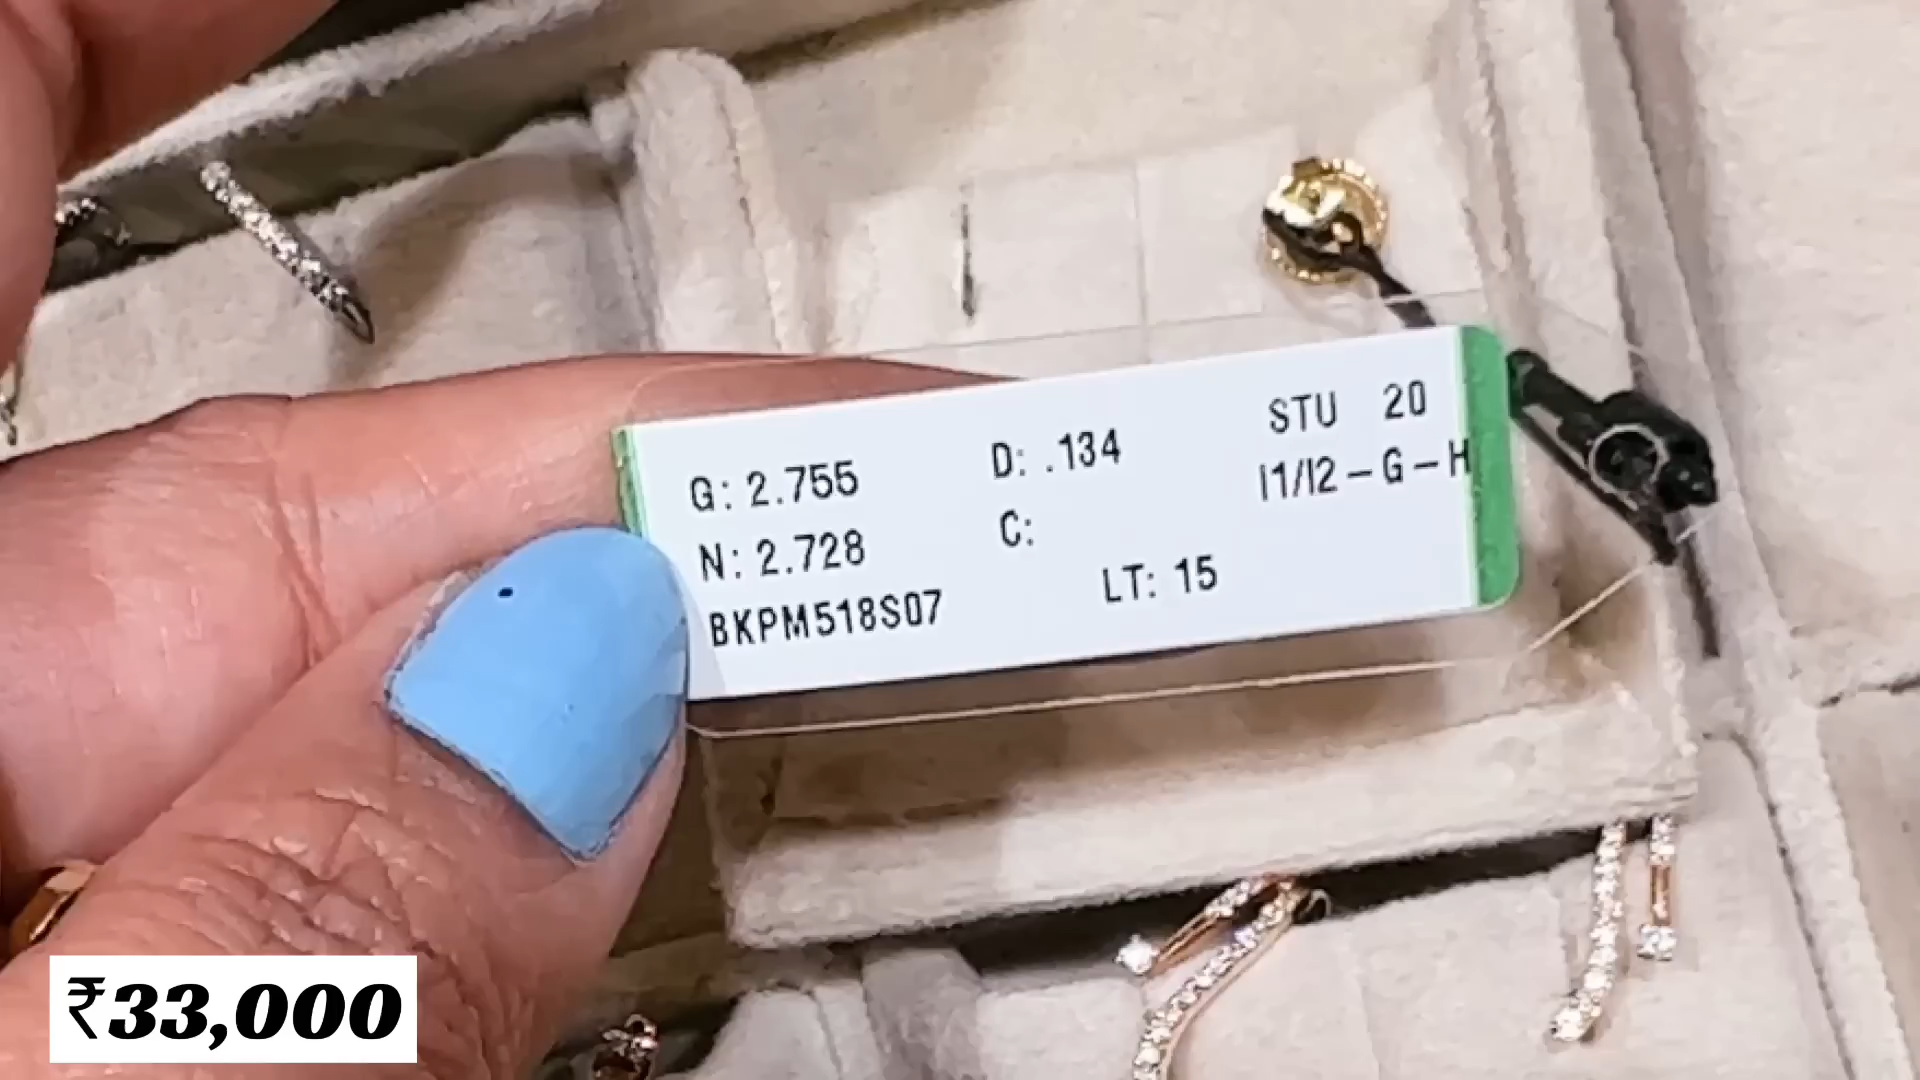 G: 2.755 D: .134 STU 20
N: 2.728 C: I1/I2-G-H
BKPM518S07 LT: 15
₹33,000